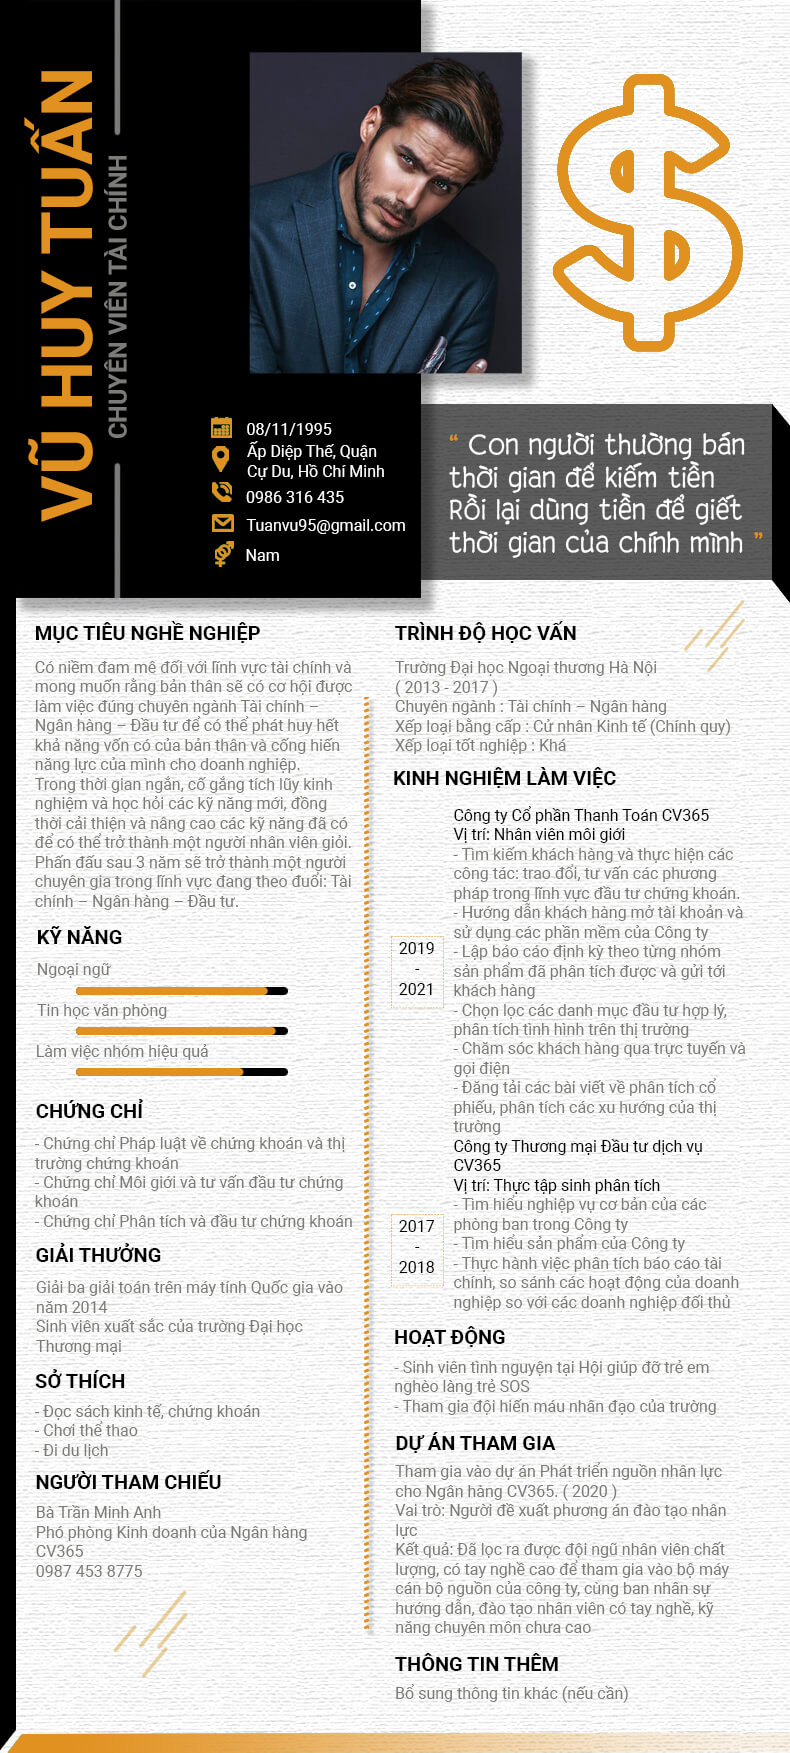 VŨ HUY TUẤN
CHUYÊN VIÊN TÀI CHÍNH
08/11/1995
Ấp Diệp Thế, Quận
Cự Du, Hồ Chí Minh
0986 316 435
Tuanvu95@gmail.com
Nam
“ Con người thường bán
thời gian để kiếm tiền
Rồi lại dùng tiền để giết
thời gian của chính mình ”
MỤC TIÊU NGHỀ NGHIỆP
Có niềm đam mê đối với lĩnh vực tài chính và
mong muốn rằng bản thân sẽ có cơ hội được
làm việc đúng chuyên ngành Tài chính –
Ngân hàng – Đầu tư để có thể phát huy hết
khả năng vốn có của bản thân và cống hiến
năng lực của mình cho doanh nghiệp.
Trong thời gian ngắn, cố gắng tích lũy kinh
nghiệm và học hỏi các kỹ năng mới, đồng
thời cải thiện và nâng cao các kỹ năng đã có
để có thể trở thành một người nhân viên giỏi.
Phấn đấu sau 3 năm sẽ trở thành một người
chuyên gia trong lĩnh vực đang theo đuổi: Tài
chính – Ngân hàng – Đầu tư.
KỸ NĂNG
Ngoại ngữ
Tin học văn phòng
Làm việc nhóm hiệu quả
CHỨNG CHỈ
- Chứng chỉ Pháp luật về chứng khoán và thị
trường chứng khoán
- Chứng chỉ Môi giới và tư vấn đầu tư chứng
khoán
- Chứng chỉ Phân tích và đầu tư chứng khoán
GIẢI THƯỞNG
Giải ba giải toán trên máy tính Quốc gia vào
năm 2014
Sinh viên xuất sắc của trường Đại học
Thương mại
SỞ THÍCH
- Đọc sách kinh tế, chứng khoán
- Chơi thể thao
- Đi du lịch
NGƯỜI THAM CHIẾU
Bà Trần Minh Anh
Phó phòng Kinh doanh của Ngân hàng
CV365
0987 453 8775
TRÌNH ĐỘ HỌC VẤN
Trường Đại học Ngoại thương Hà Nội
( 2013 - 2017 )
Chuyên ngành : Tài chính – Ngân hàng
Xếp loại bằng cấp : Cử nhân Kinh tế (Chính quy)
Xếp loại tốt nghiệp : Khá
KINH NGHIỆM LÀM VIỆC
2019
-
2021
Công ty Cổ phần Thanh Toán CV365
Vị trí: Nhân viên môi giới
- Tìm kiếm khách hàng và thực hiện các
công tác: trao đổi, tư vấn các phương
pháp trong lĩnh vực đầu tư chứng khoán.
- Hướng dẫn khách hàng mở tài khoản và
sử dụng các phần mềm của Công ty
- Lập báo cáo định kỳ theo từng nhóm
sản phẩm đã phân tích được và gửi tới
khách hàng
- Chọn lọc các danh mục đầu tư hợp lý,
phân tích tình hình trên thị trường
- Chăm sóc khách hàng qua trực tuyến và
gọi điện
- Đăng tải các bài viết về phân tích cổ
phiếu, phân tích các xu hướng của thị
trường
2017
-
2018
Công ty Thương mại Đầu tư dịch vụ
CV365
Vị trí: Thực tập sinh phân tích
- Tìm hiểu nghiệp vụ cơ bản của các
phòng ban trong Công ty
- Tìm hiểu sản phẩm của Công ty
- Thực hành việc phân tích báo cáo tài
chính, so sánh các hoạt động của doanh
nghiệp so với các doanh nghiệp đối thủ
HOẠT ĐỘNG
- Sinh viên tình nguyện tại Hội giúp đỡ trẻ em
nghèo làng trẻ SOS
- Tham gia đội hiến máu nhân đạo của trường
DỰ ÁN THAM GIA
Tham gia vào dự án Phát triển nguồn nhân lực
cho Ngân hàng CV365. ( 2020 )
Vai trò: Người đề xuất phương án đào tạo nhân
lực
Kết quả: Đã lọc ra được đội ngũ nhân viên chất
lượng, có tay nghề cao để tham gia vào bộ máy
cán bộ nguồn của công ty, cùng ban nhân sự
hướng dẫn, đào tạo nhân viên có tay nghề, kỹ
năng chuyên môn chưa cao
THÔNG TIN THÊM
Bổ sung thông tin khác (nếu cần)